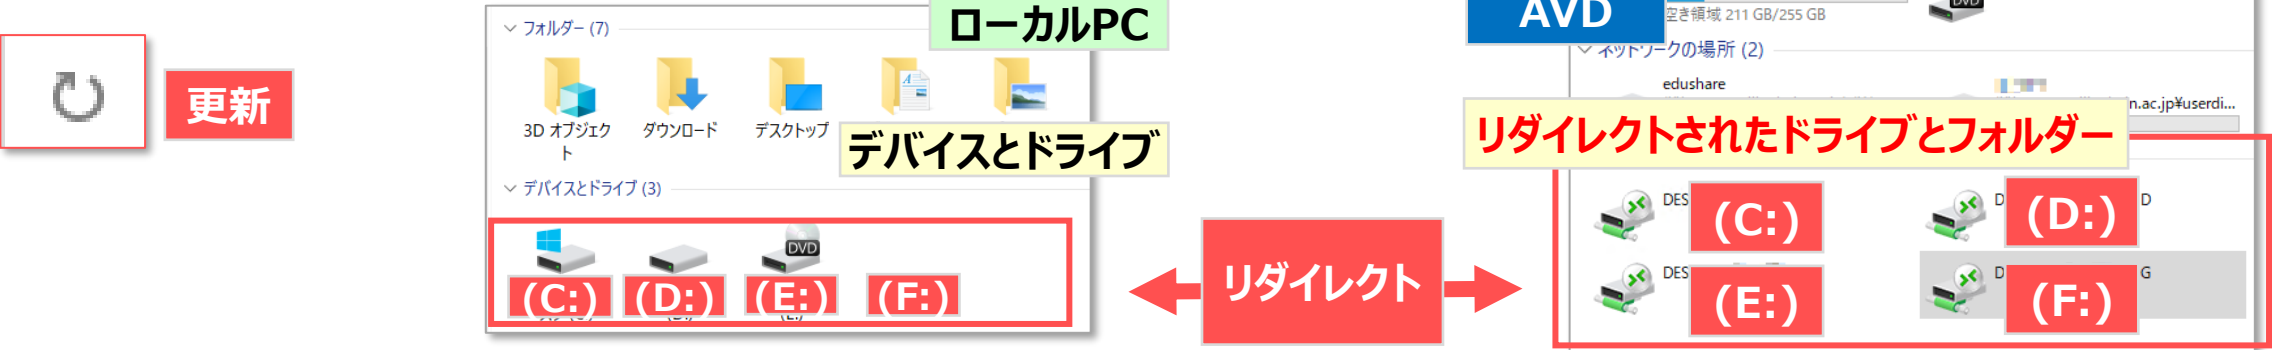 更新
ローカルPC
フォルダー (7)
3D オブジェク
ト
ダウンロード
デスクトップ
デバイスとドライブ
デバイスとドライブ (3)
(C:)
(D:)
(E:)
(F:)
DVD
リダイレクト
AVD
空き領域 211 GB/255 GB
DVD
ネットワークの場所 (2)
edushare
n.ac.jp¥userdi...
リダイレクトされたドライブとフォルダー
DES
(C:)
D
(D:)
D
DES
(E:)
D
(F:)
G